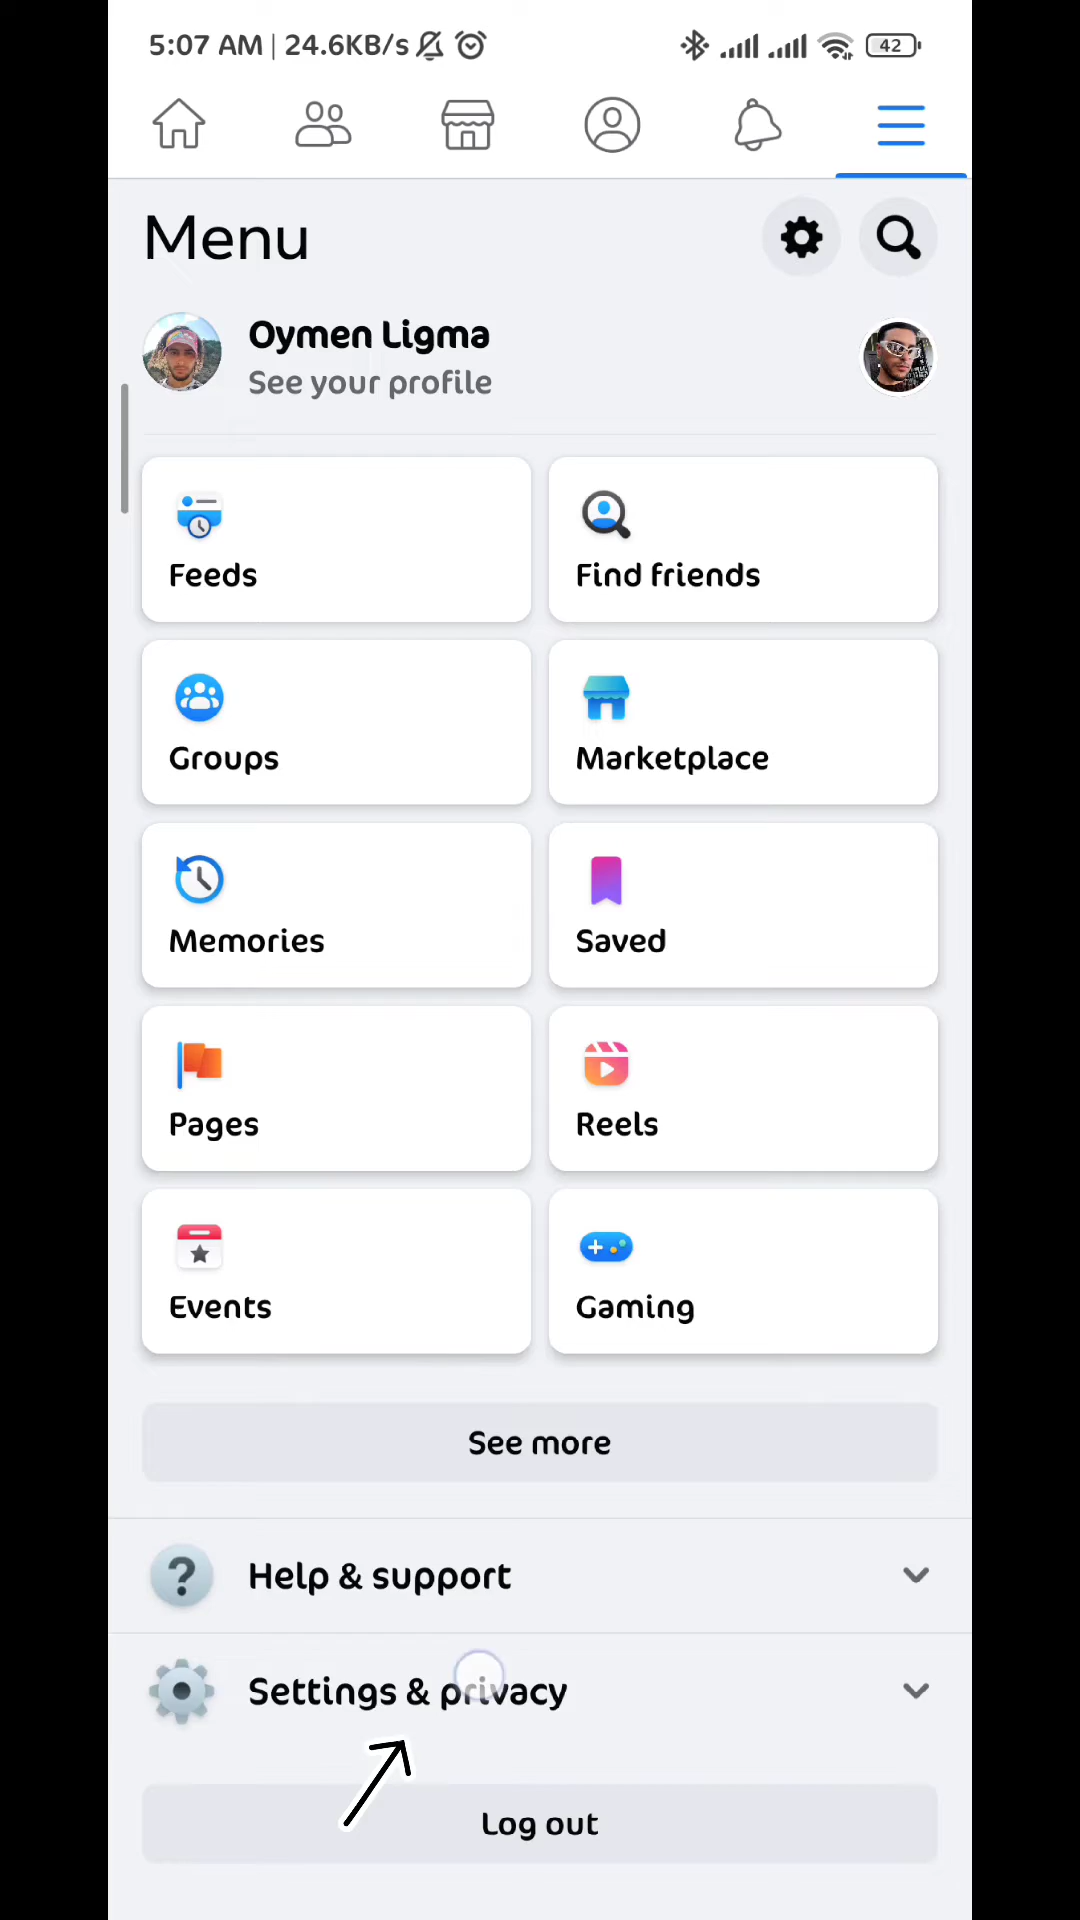 5:07 AM | 24.6KB/s
42
Menu
Oymen Ligma
See your profile
Feeds
Find friends
Groups
Marketplace
Memories
Saved
Pages
Reels
Events
Gaming
See more
Help & support
Settings & privacy
Log out